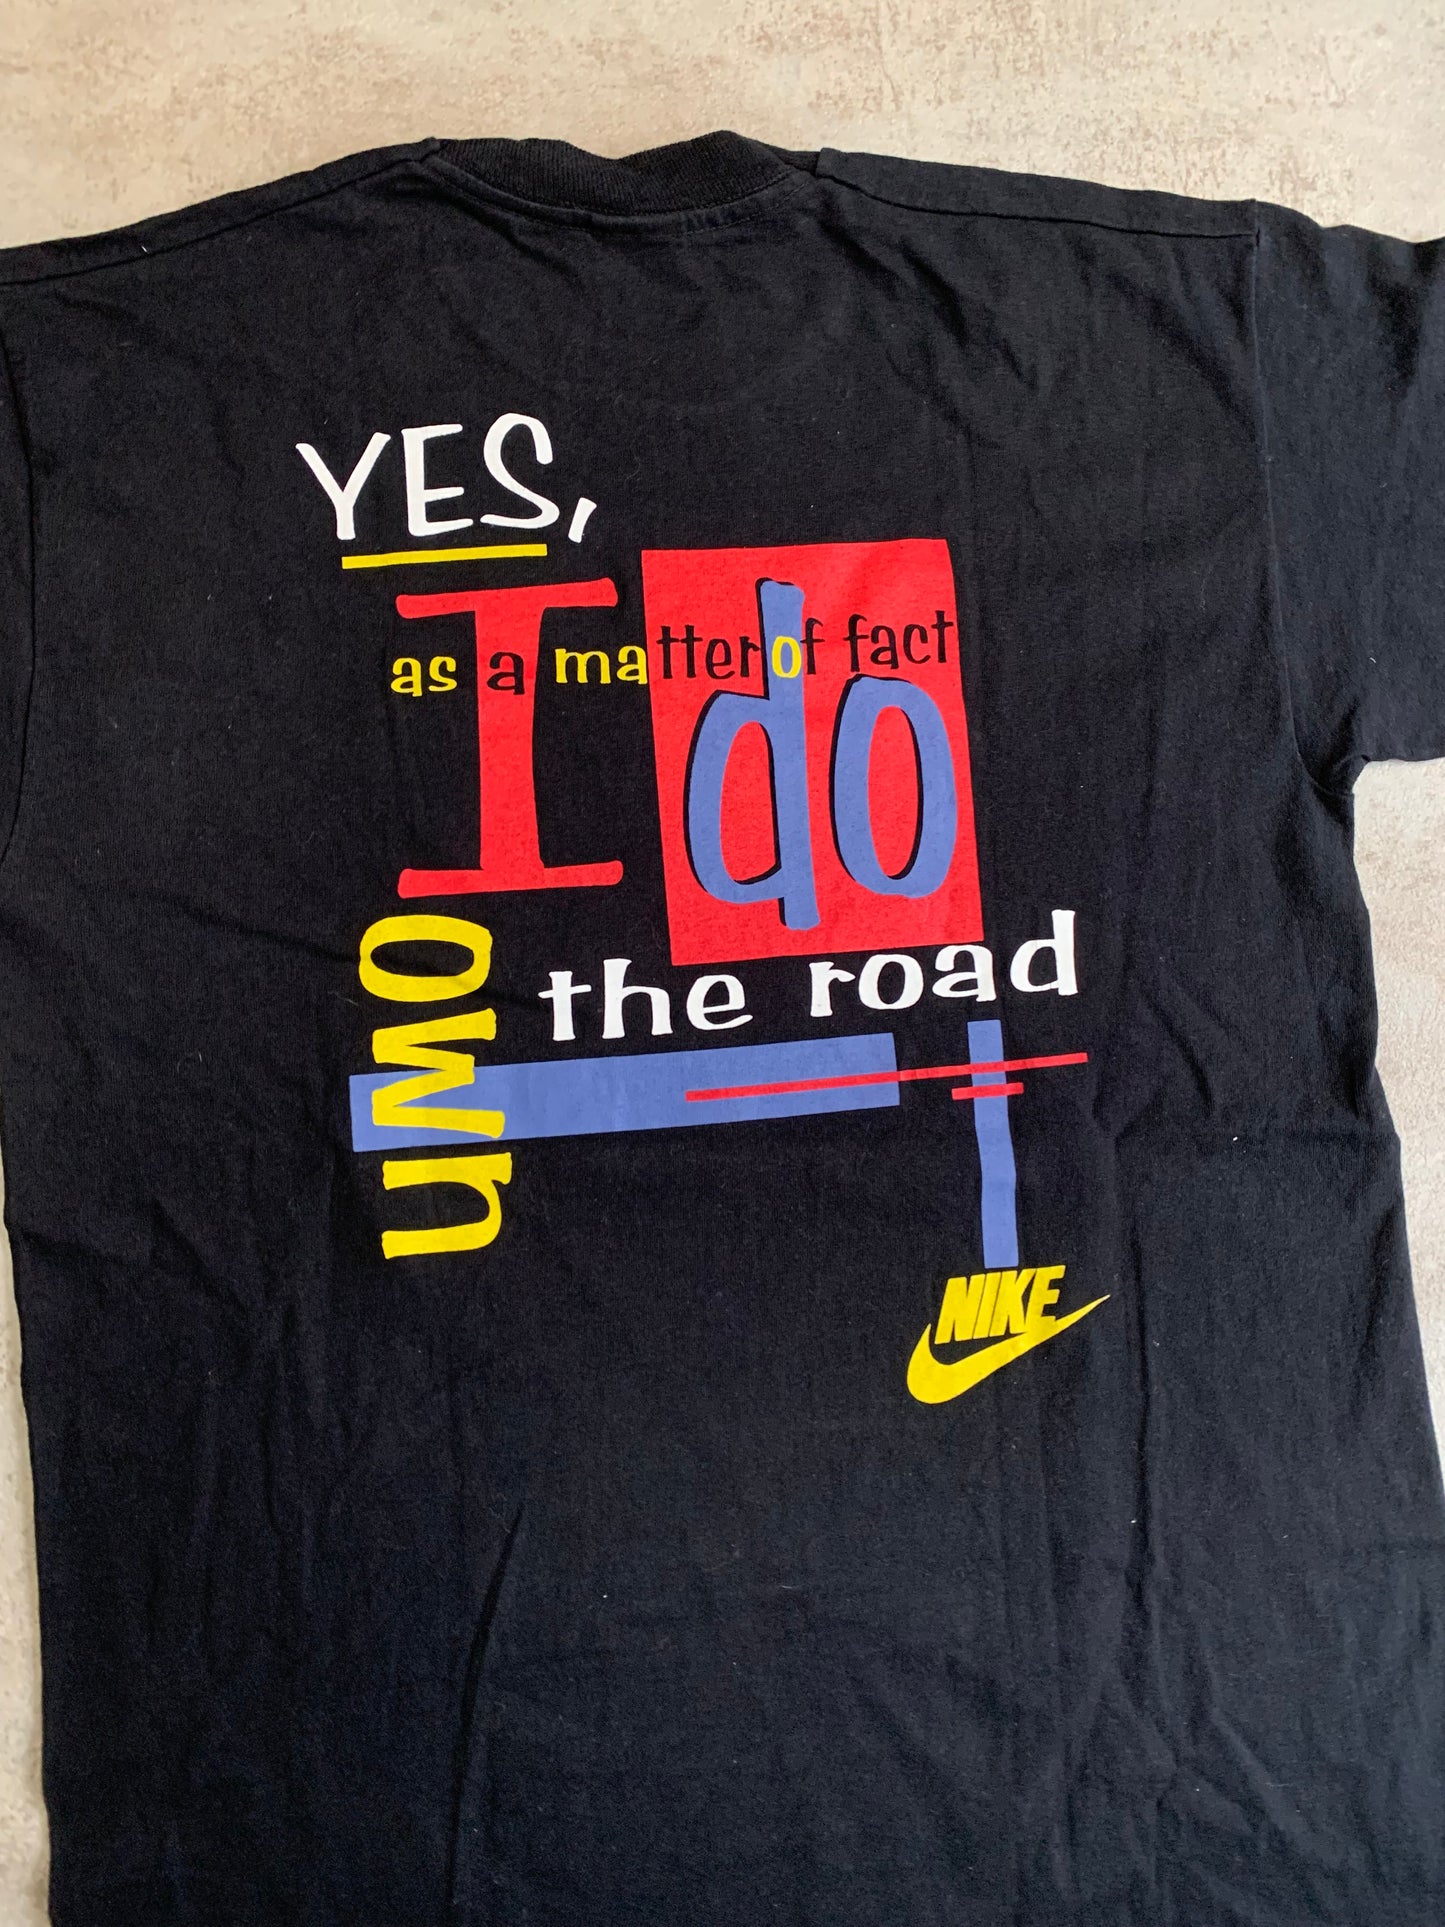 YES,
as a matter of fact
I do
own
the road
NIKE